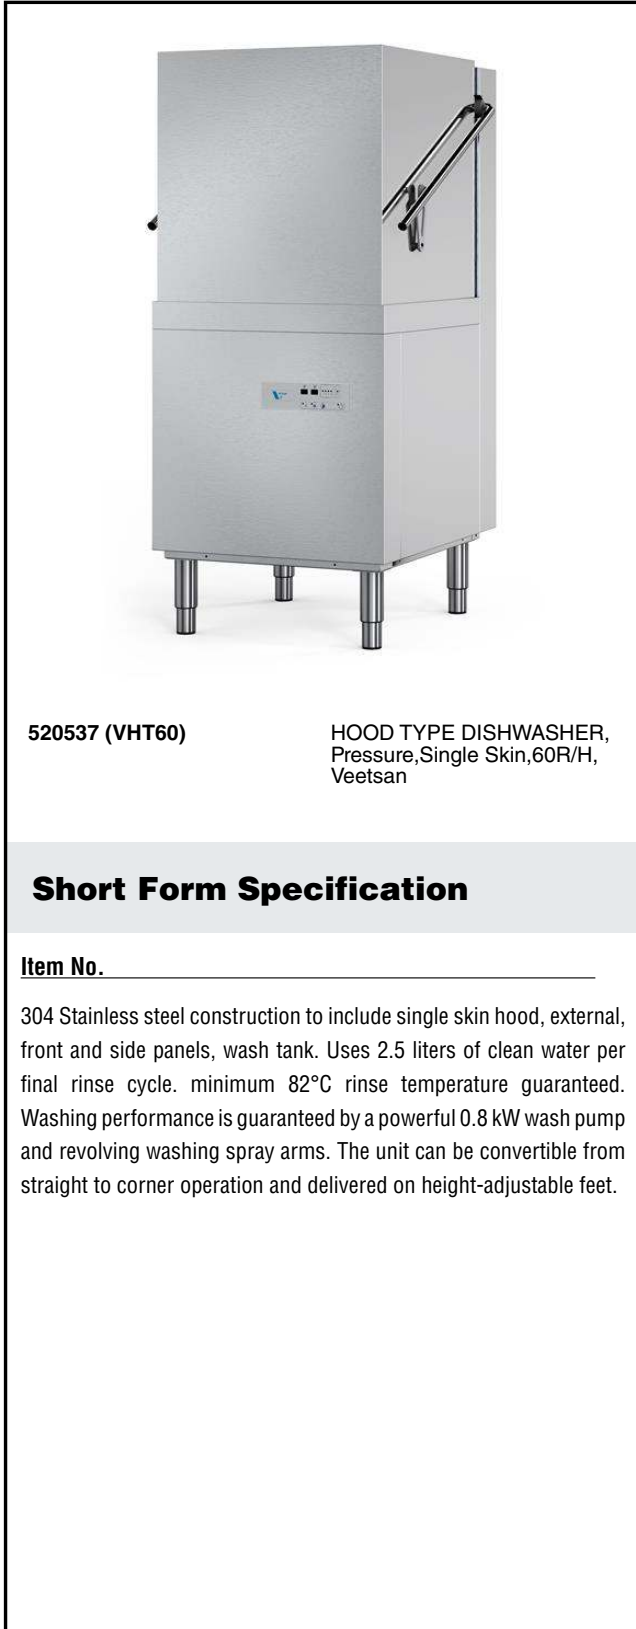 520537 (VHT60)
HOOD TYPE DISHWASHER,
Pressure,Single Skin,60R/H,
Veetsan
Short Form Specification
Item No.
304 Stainless steel construction to include single skin hood, external,
front and side panels, wash tank. Uses 2.5 liters of clean water per
final rinse cycle. minimum 82°C rinse temperature guaranteed.
Washing performance is guaranteed by a powerful 0.8 kW wash pump
and revolving washing spray arms. The unit can be convertible from
straight to corner operation and delivered on height-adjustable feet.